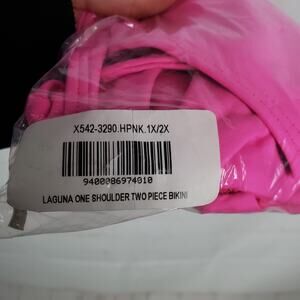 X542-3290.HPNK.1X/2X
9400086974010
LAGUNA ONE SHOULDER TWO PIECE BIKINI